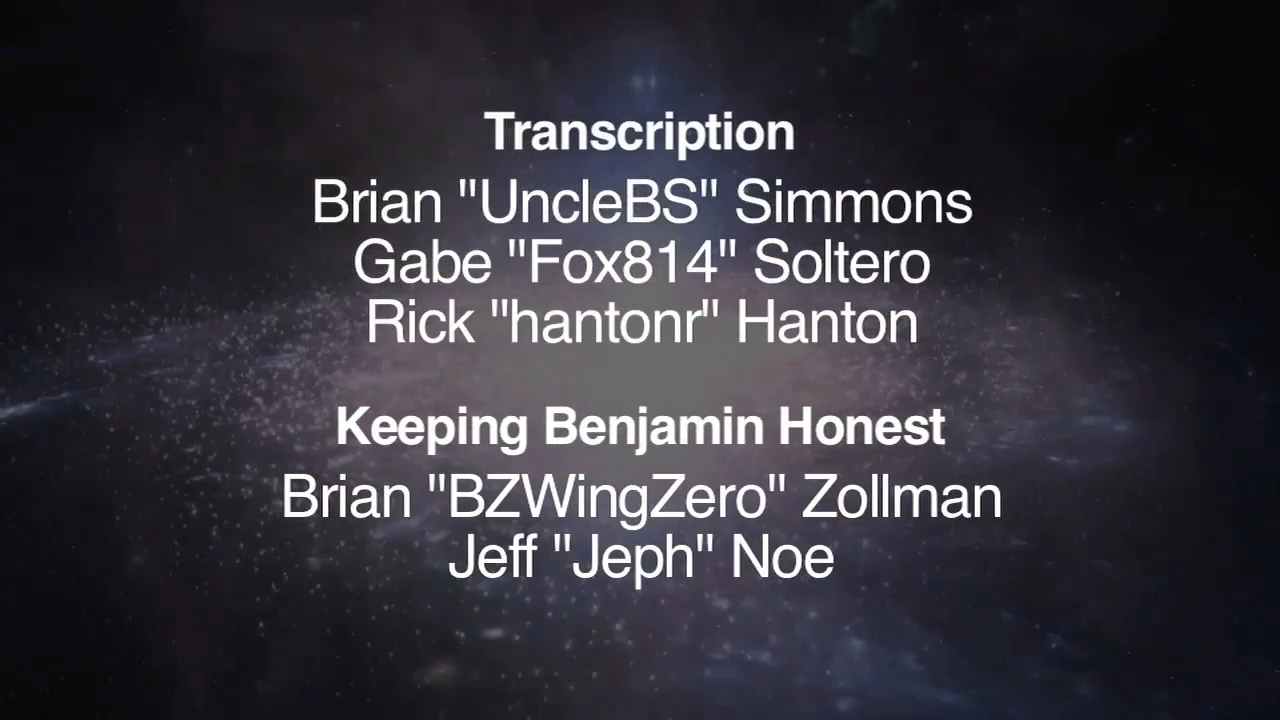 Transcription
Brian "UncleBS" Simmons
Gabe "Fox814" Soltero
Rick "hantonr" Hanton
Keeping Benjamin Honest
Brian "BZWingZero" Zollman
Jeff "Jeph" Noe